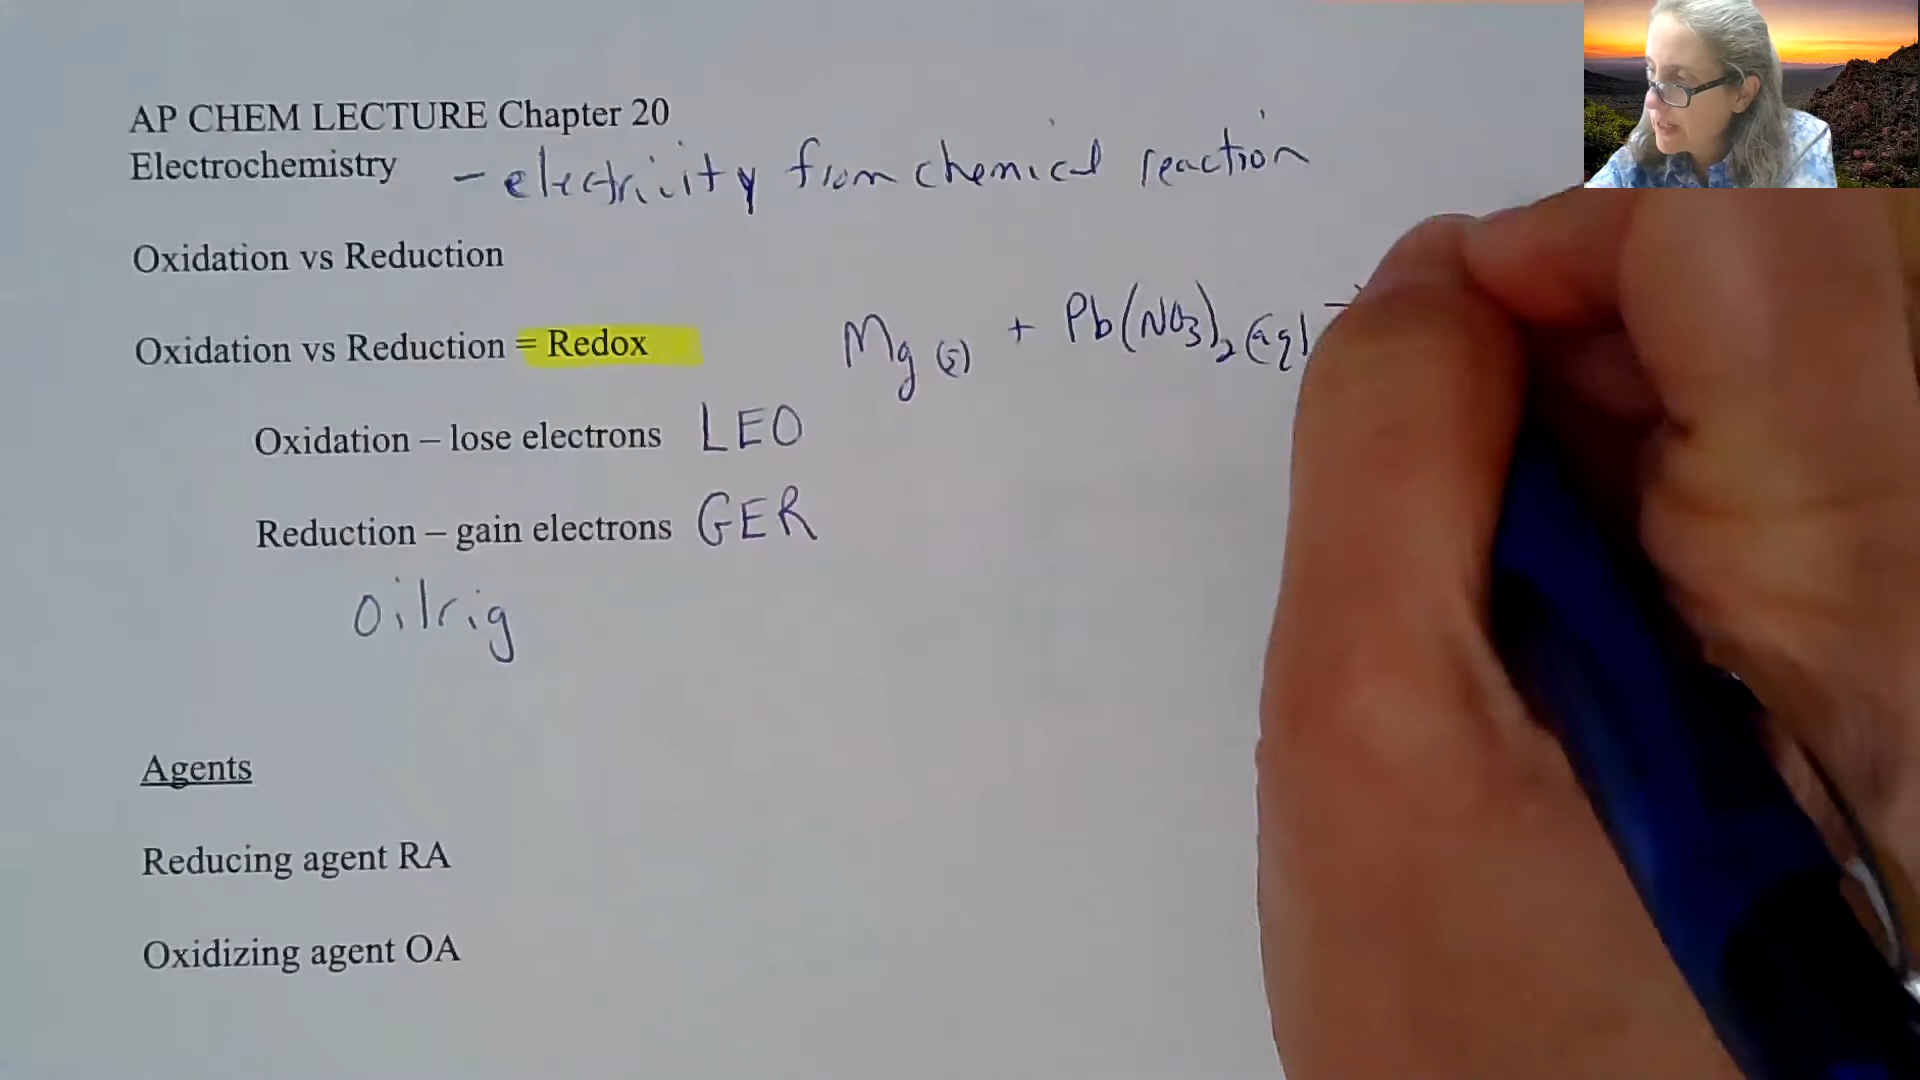 AP CHEM LECTURE Chapter 20
Electrochemistry - electricity from chemical reaction
Oxidation vs Reduction
Oxidation vs Reduction = Redox
Mg (s) + Pb(NO3)2 (aq) →
Oxidation – lose electrons LEO
Reduction – gain electrons GER
oilrig
Agents
Reducing agent RA
Oxidizing agent OA